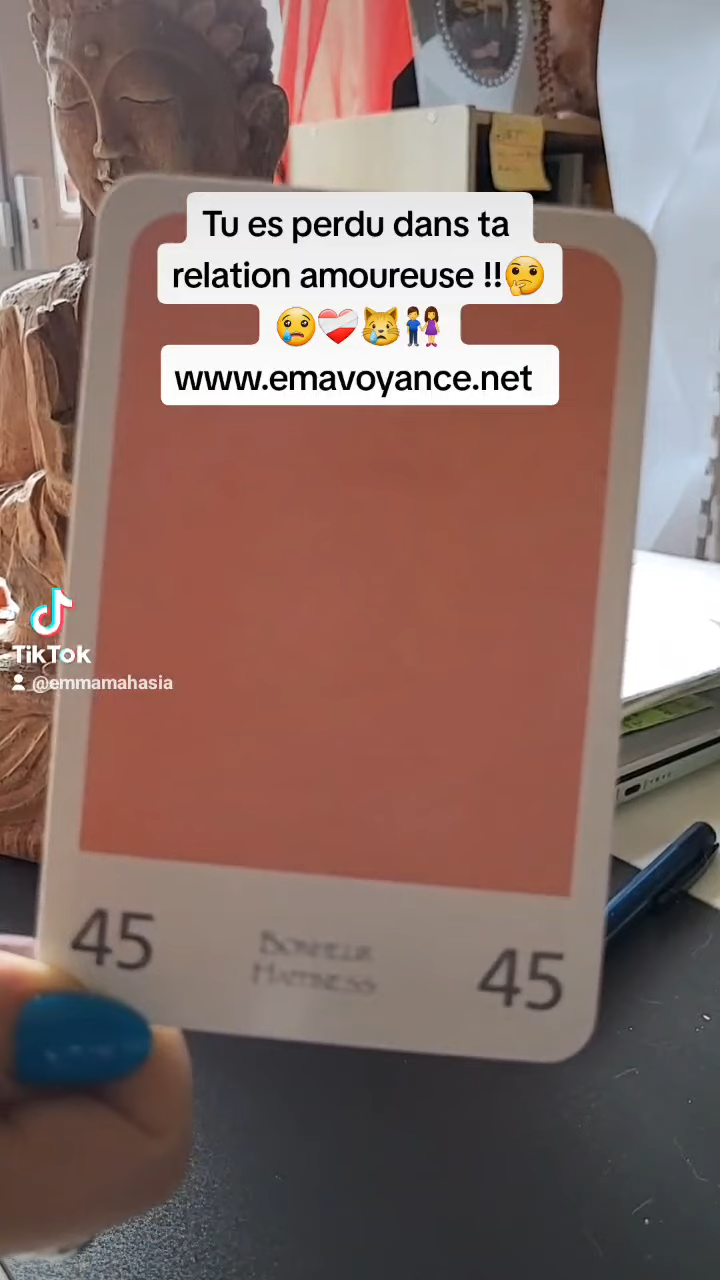 Tu es perdu dans ta
relation amoureuse !!🤔
😢❤️‍🩹😿👫
www.emavoyance.net
TikTok
@emmamahasia
45
BONHEUR
HAPPINESS
45